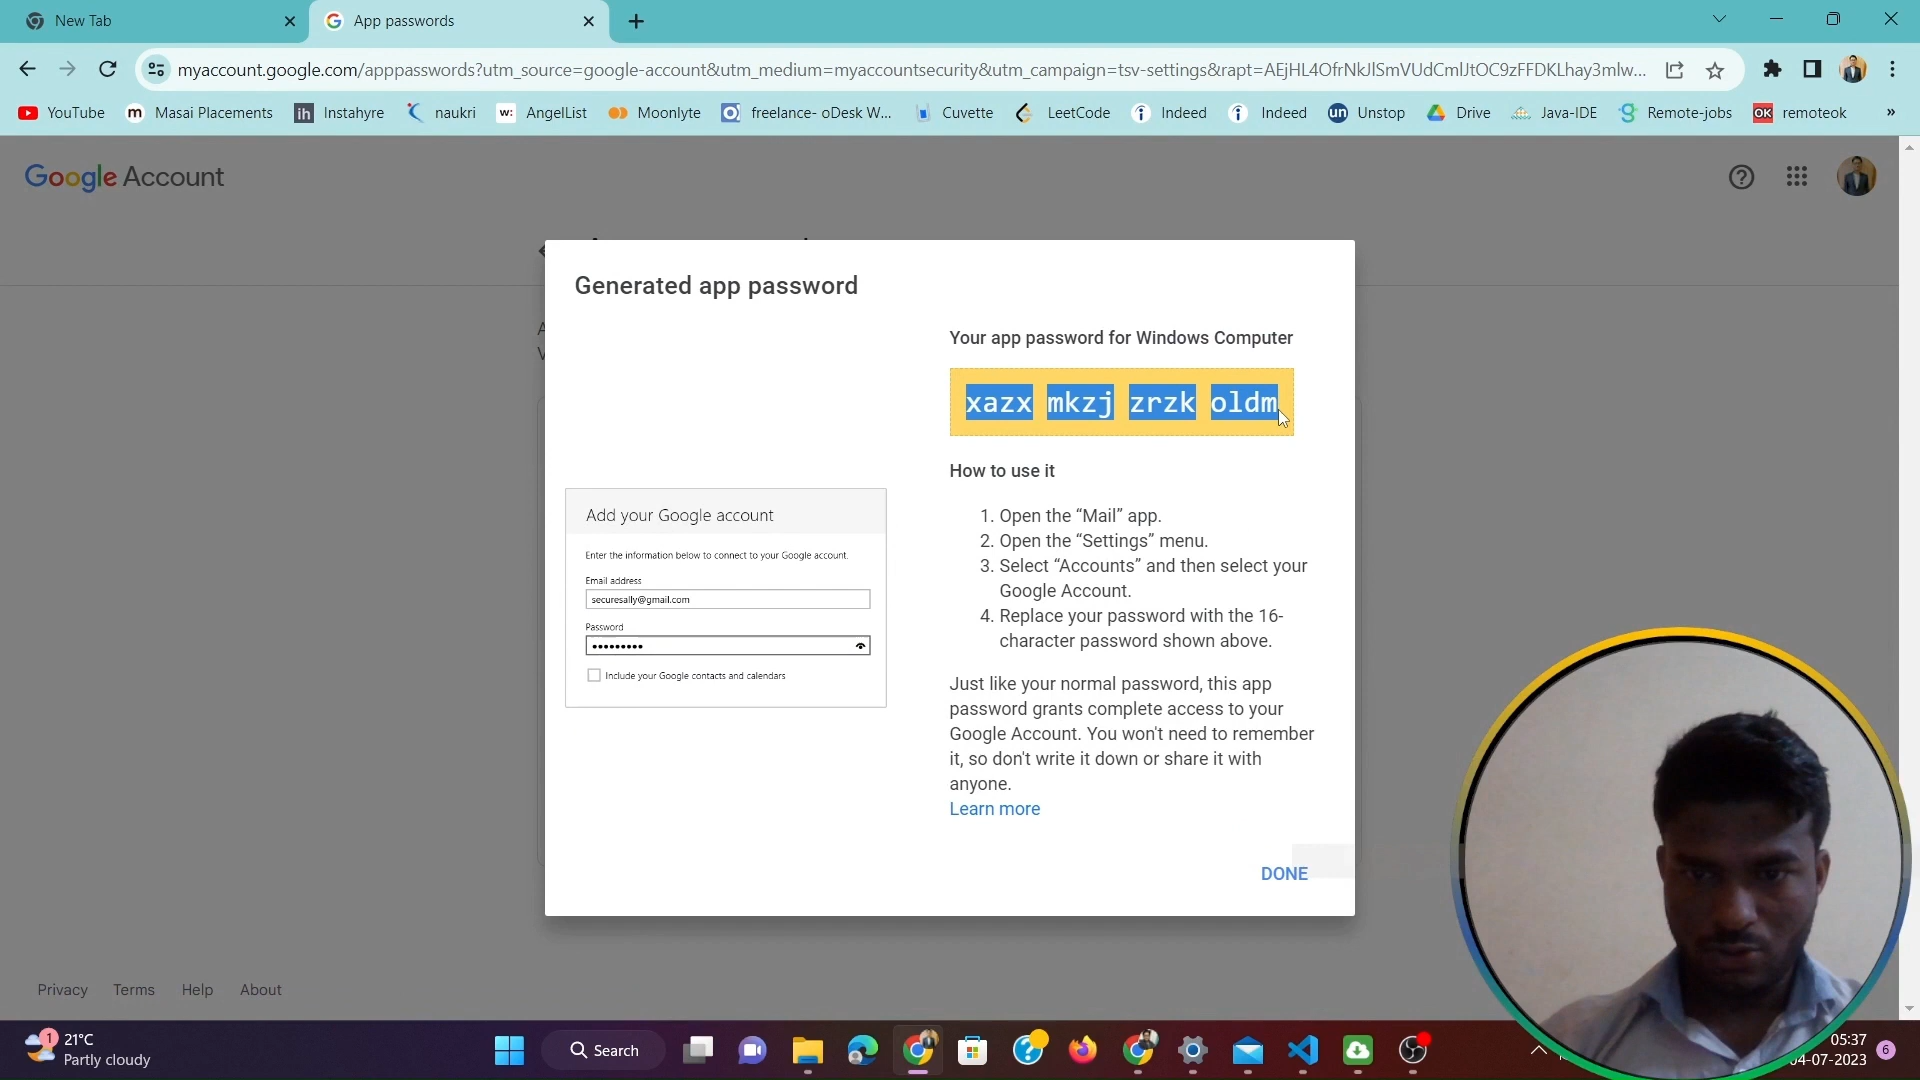 New Tab
App passwords
myaccount.google.com/apppasswords?utm_source=google-account&utm_medium=myaccountsecurity&utm_campaign=tsv-settings&rapt=AEjHL4OfrNkJlSmVUdCmlJtOC9zFFDKLhay3mlw...
YouTube
m Masai Placements
ih Instahyre
naukri
w: AngelList
Moonlyte
freelance- oDesk W...
Cuvette
LeetCode
Indeed
Indeed
un Unstop
Drive
Java-IDE
Remote-jobs
OK remoteok
»
Google Account
Generated app password
Your app password for Windows Computer
xazx mkzj zrzk oldm
How to use it
1. Open the “Mail” app.
2. Open the “Settings” menu.
3. Select “Accounts” and then select your
Google Account.
4. Replace your password with the 16-
character password shown above.
Just like your normal password, this app
password grants complete access to your
Google Account. You won't need to remember
it, so don't write it down or share it with
anyone.
Learn more
DONE
Add your Google account
Enter the information below to connect to your Google account.
Email address
securesally@gmail.com
Password
•••••••••
Include your Google contacts and calendars
Privacy
Terms
Help
About
1
21°C
Partly cloudy
Search
05:37
04-07-2023
6